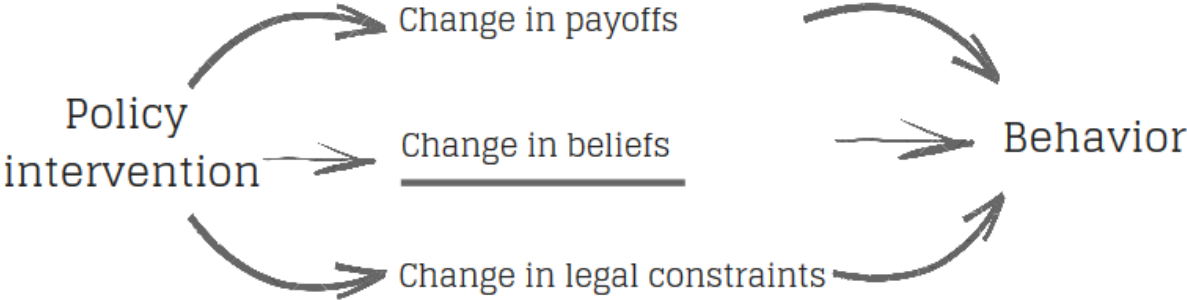 Change in payoffs
Policy
intervention
Change in beliefs
Behavior
Change in legal constraints